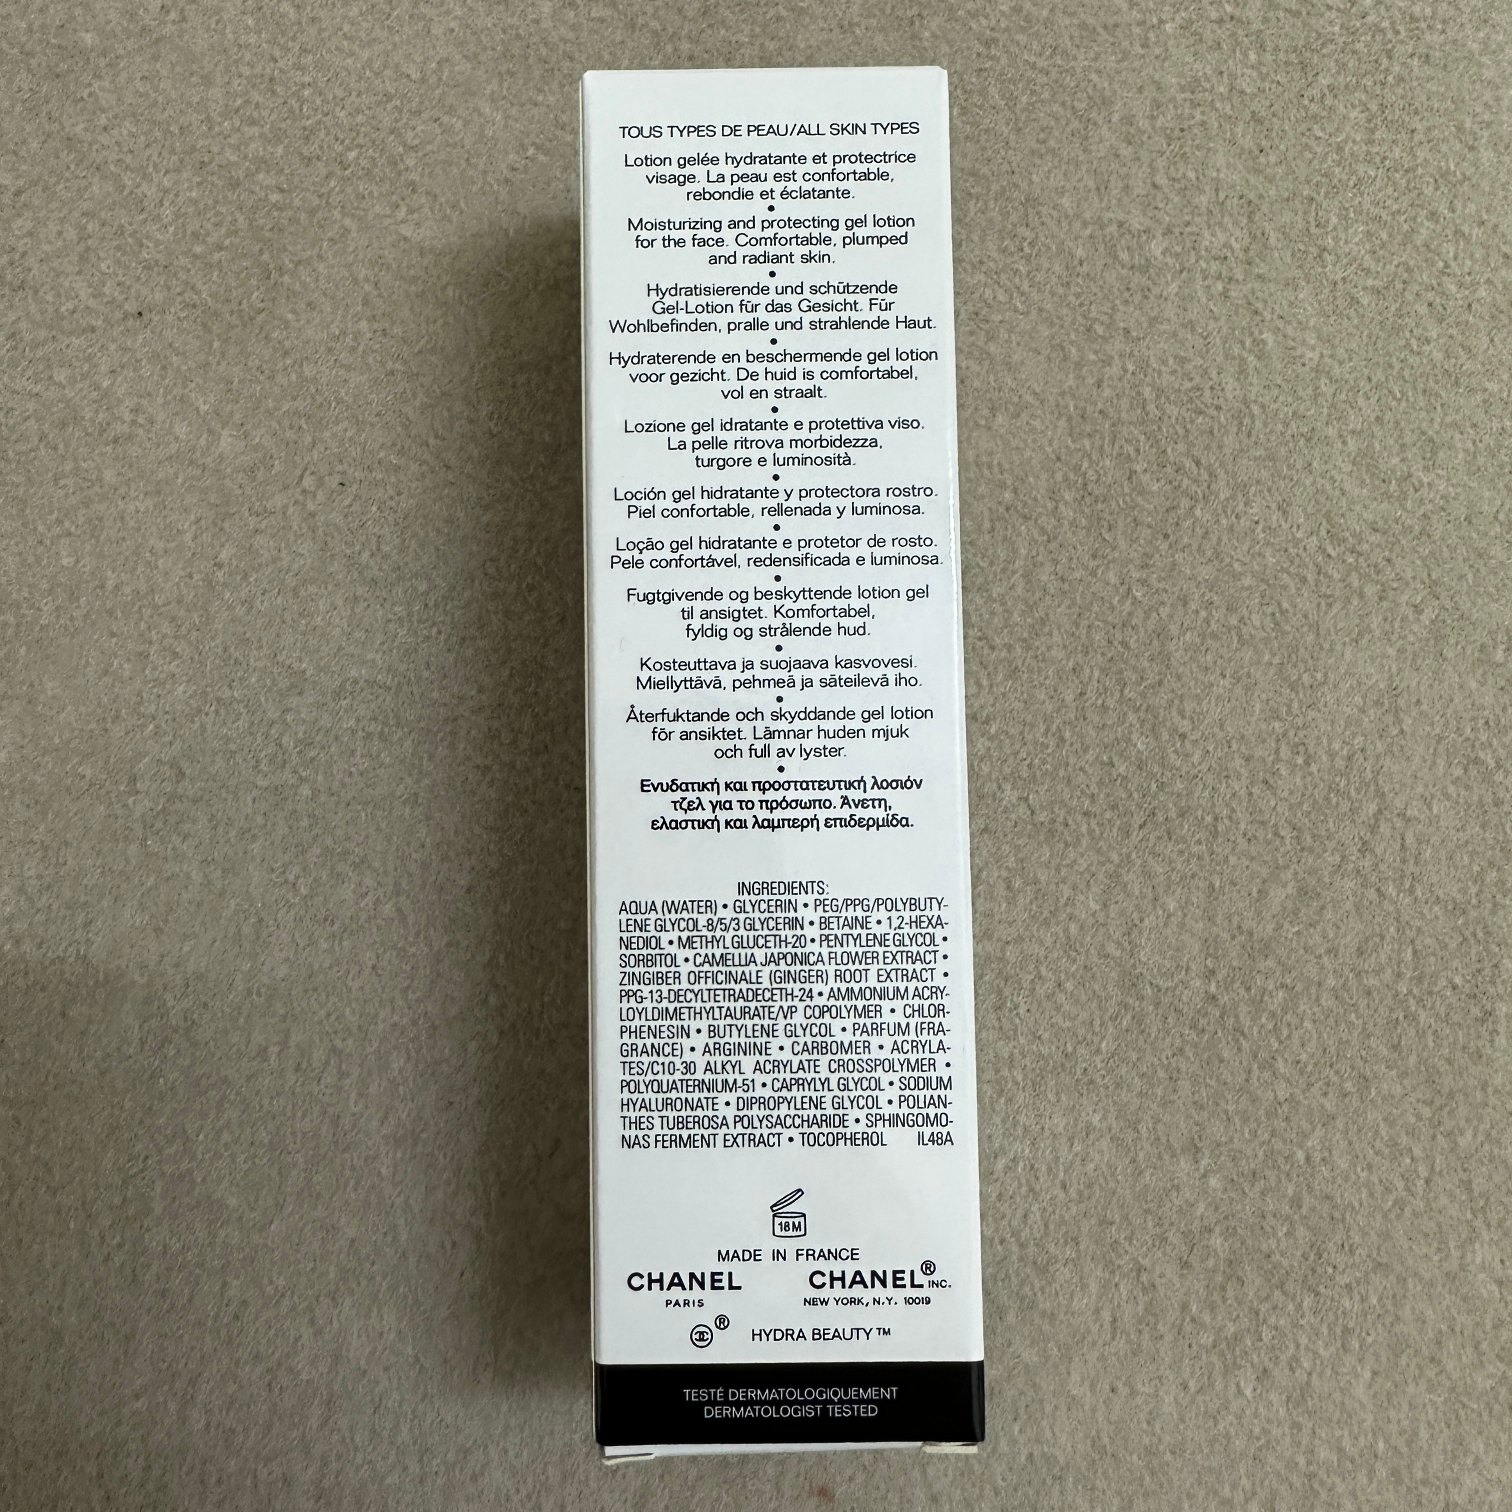 TOUS TYPES DE PEAU/ALL SKIN TYPES
Lotion gelée hydratante et protectrice
visage. La peau est confortable,
rebondie et éclatante.
•
Moisturizing and protecting gel lotion
for the face. Comfortable, plumped
and radiant skin.
•
Hydratisierende und schützende
Gel-Lotion für das Gesicht. Für
Wohlbefinden, pralle und strahlende Haut.
•
Hydraterende en beschermende gel lotion
voor gezicht. De huid is comfortabel,
vol en straalt.
•
Lozione gel idratante e protettiva viso.
La pelle ritrova morbidezza,
turgore e luminosità.
•
Loción gel hidratante y protectora rostro.
Piel confortable, rellenada y luminosa.
•
Loção gel hidratante e protetor de rosto.
Pele confortável, redensificada e luminosa.
•
Fugtgivende og beskyttende lotion gel
til ansigtet. Komfortabel,
fyldig og strålende hud.
•
Kosteuttava ja suojaava kasvovesi.
Miellyttävä, pehmeä ja säteilevä iho.
•
Återfuktande och skyddande gel lotion
för ansiktet. Lämnar huden mjuk
och full av lyster.
•
Ενυδατική και προστατευτική λοσιόν
τζελ για το πρόσωπο. Άνετη,
ελαστική και λαμπερή επιδερμίδα.
INGREDIENTS:
AQUA (WATER) • GLYCERIN • PEG/PPG/POLYBUTY-
LENE GLYCOL-8/5/3 GLYCERIN • BETAINE • 1,2-HEXA-
NEDIOL • METHYL GLUCETH-20 • PENTYLENE GLYCOL •
SORBITOL • CAMELLIA JAPONICA FLOWER EXTRACT •
ZINGIBER OFFICINALE (GINGER) ROOT EXTRACT •
PPG-13-DECYLTETRADECETH-24 • AMMONIUM ACRY-
LOYLDIMETHYLTAURATE/VP COPOLYMER • CHLOR-
PHENESIN • BUTYLENE GLYCOL • PARFUM (FRA-
GRANCE) • ARGININE • CARBOMER • ACRYLA-
TES/C10-30 ALKYL ACRYLATE CROSSPOLYMER •
POLYQUATERNIUM-51 • CAPRYLYL GLYCOL • SODIUM
HYALURONATE • DIPROPYLENE GLYCOL • POLIAN-
THES TUBEROSA POLYSACCHARIDE • SPHINGOMO-
NAS FERMENT EXTRACT • TOCOPHEROL IL48A
18M
MADE IN FRANCE
CHANEL CHANEL® INC.
PARIS NEW YORK, N.Y. 10019
® HYDRA BEAUTY™
TESTÉ DERMATOLOGIQUEMENT
DERMATOLOGIST TESTED